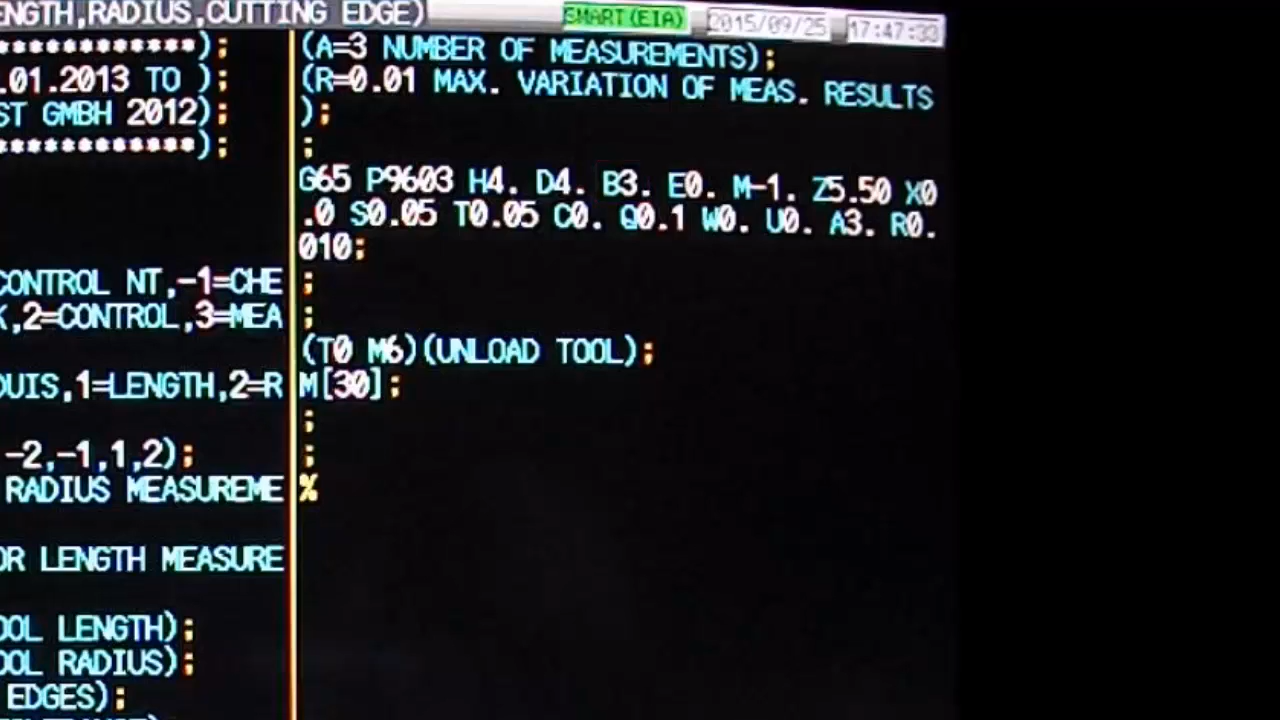 ENGTH,RADIUS,CUTTING EDGE)
SMART(EIA) 2015/09/25 17:47:33
************);
.01.2013 TO );
ST GMBH 2012);
************);
CONTROL NT,-1=CHE
K,2=CONTROL,3=MEA
DUIS,1=LENGTH,2=R
-2,-1,1,2);
RADIUS MEASUREME
OR LENGTH MEASURE
OOL LENGTH);
OOL RADIUS);
EDGES);
(A=3 NUMBER OF MEASUREMENTS);
(R=0.01 MAX. VARIATION OF MEAS. RESULTS
);
;
G65 P9603 H4. D4. B3. E0. M-1. Z5.50 X0
.0 S0.05 T0.05 C0. Q0.1 W0. U0. A3. R0.
010;
;
;
(T0 M6)(UNLOAD TOOL);
M[30];
;
;
%